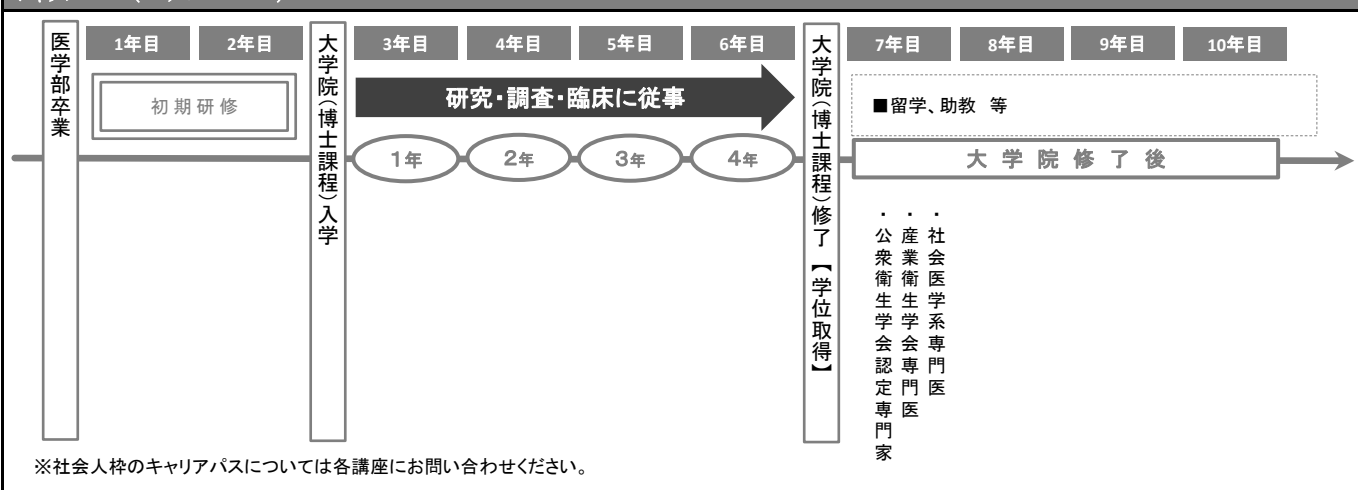 医学部卒業
1年目
2年目
初期研修
大学院(博士課程)入学
3年目
4年目
5年目
6年目
研究・調査・臨床に従事
1年
2年
3年
4年
大学院(博士課程)修了【学位取得】
7年目
8年目
9年目
10年目
■留学、助教 等
大学院修了後
・社会医学系専門医
・産業衛生学会専門医
・公衆衛生学会認定専門家
※社会人枠のキャリアパスについては各講座にお問い合わせください。